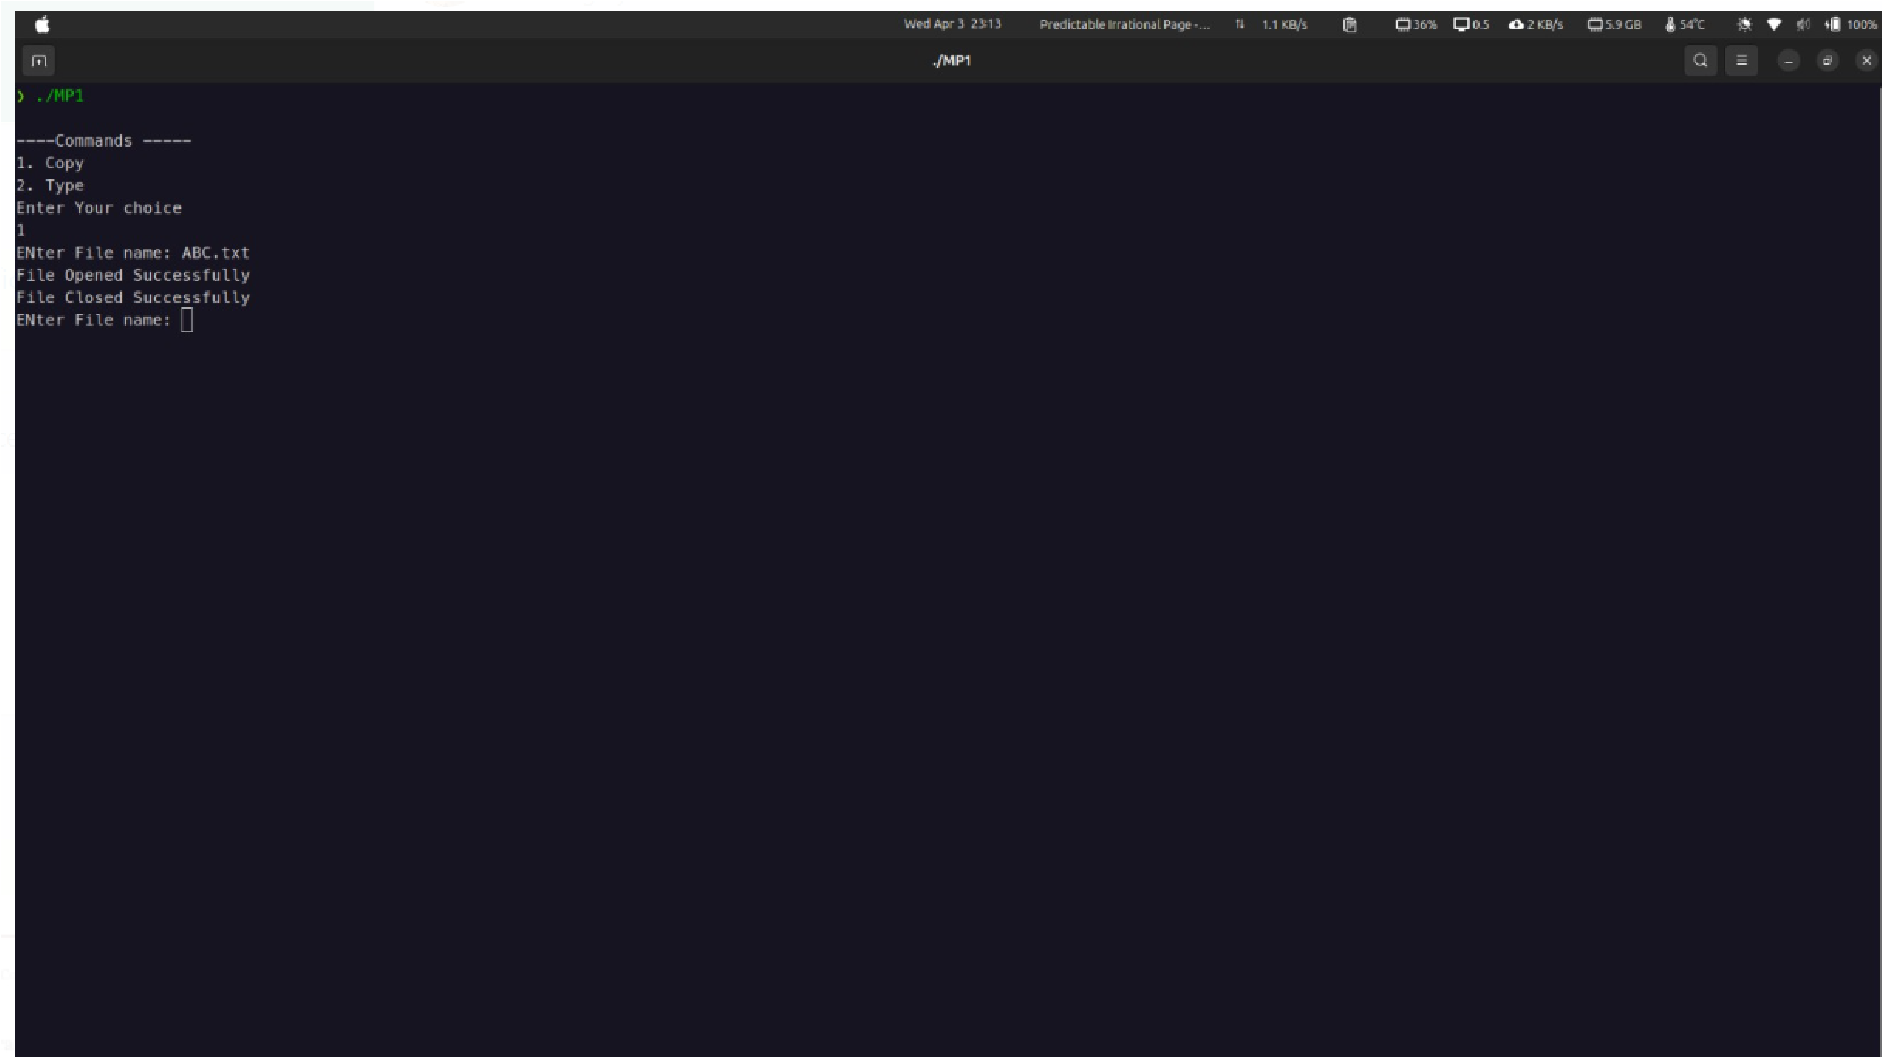 Wed Apr 3 23:13 Predictable Irrational Page -... 1.1 KB/s 36% 0.5 2 KB/s 5.9 GB 54°C 100%
./MP1
❯ ./MP1
----Commands -----
1. Copy
2. Type
Enter Your choice
1
ENter File name: ABC.txt
File Opened Successfully
File Closed Successfully
ENter File name: